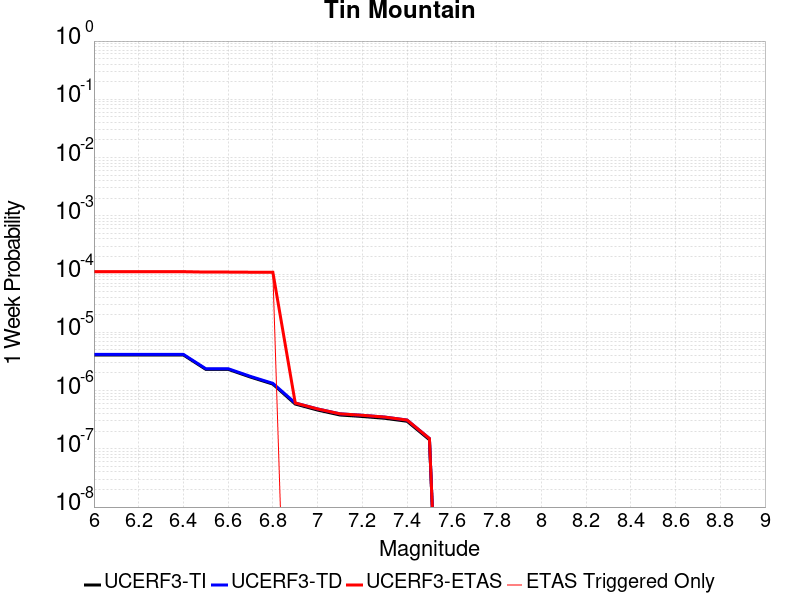 Tin Mountain
10^0
10^-1
10^-2
10^-3
10^-4
10^-5
10^-6
10^-7
10^-8
1 Week Probability
6 6.2 6.4 6.6 6.8 7 7.2 7.4 7.6 7.8 8 8.2 8.4 8.6 8.8 9
Magnitude
UCERF3-TI UCERF3-TD UCERF3-ETAS ETAS Triggered Only